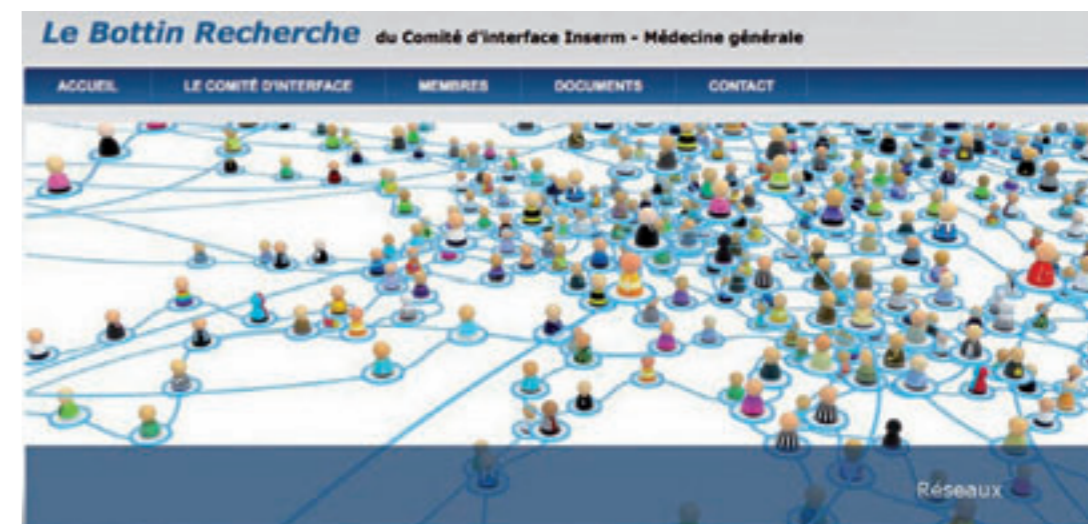 Le Bottin Recherche du Comité d'interface Inserm - Médecine générale
ACCUEIL LE COMITÉ D'INTERFACE MEMBRES DOCUMENTS CONTACT
Réseaux